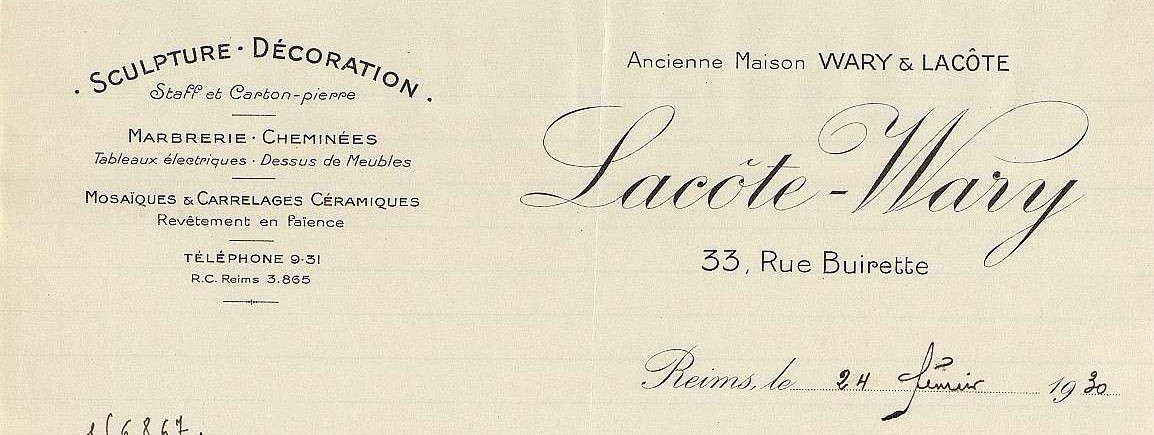 · SCULPTURE · DÉCORATION ·
Staff et Carton-pierre
MARBRERIE · CHEMINÉES
Tableaux électriques · Dessus de Meubles
MOSAÏQUES & CARRELAGES CÉRAMIQUES
Revêtement en Faïence
TÉLÉPHONE 9-31
R.C. Reims 3.865
Ancienne Maison WARY & LACÔTE
Lacôte-Wary
33, Rue Buirette
Reims, le 24 février 1930